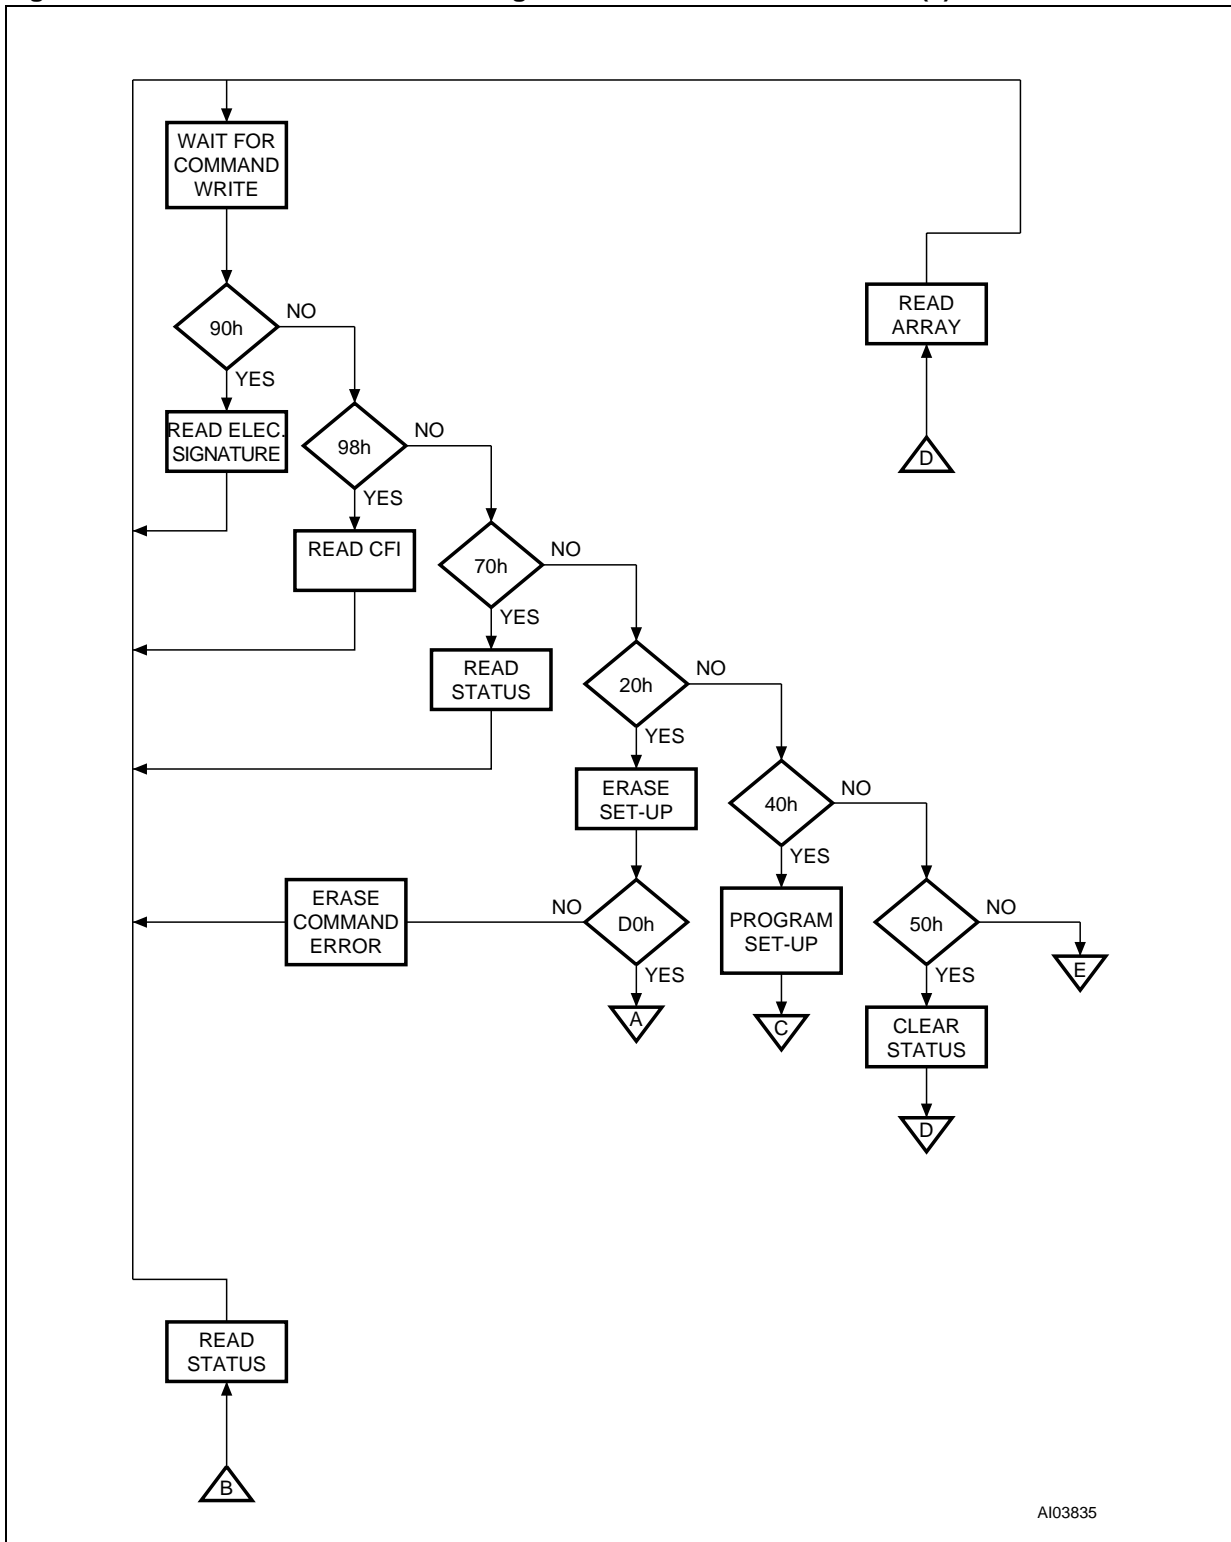 WAIT FOR
COMMAND
WRITE
90h
NO
YES
READ
ARRAY
READ ELEC.
SIGNATURE
98h
NO
YES
D
READ CFI
70h
NO
YES
READ
STATUS
20h
NO
YES
ERASE
SET-UP
40h
NO
YES
ERASE
COMMAND
ERROR
NO
D0h
YES
PROGRAM
SET-UP
50h
NO
YES
E
A
C
CLEAR
STATUS
D
READ
STATUS
B
AI03835